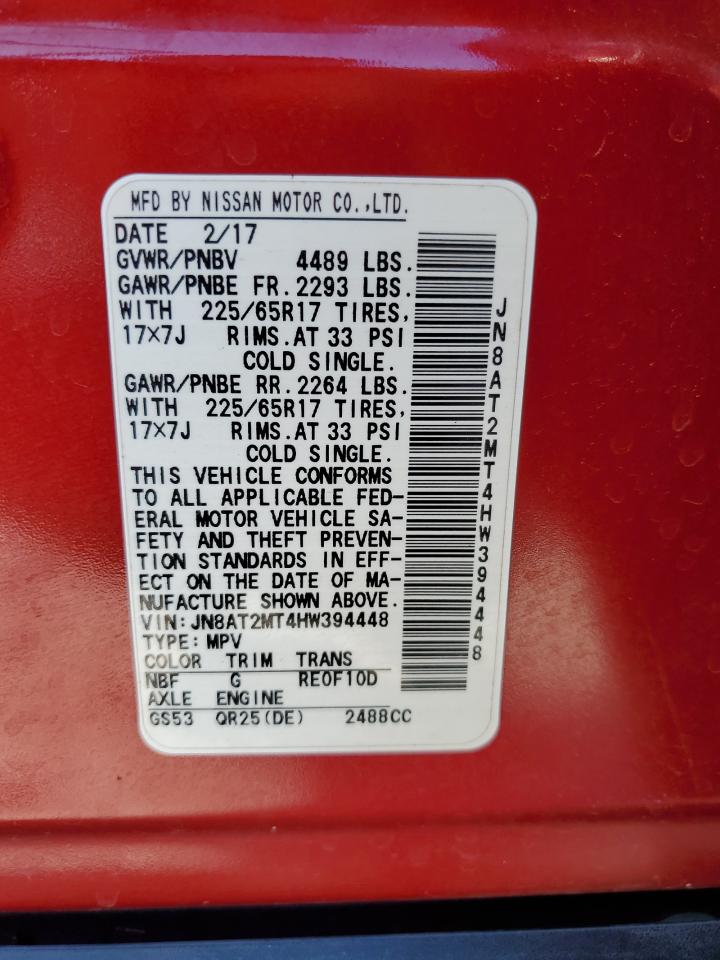 MFD BY NISSAN MOTOR CO.,LTD.
DATE 2/17
GVWR/PNBV 4489 LBS.
GAWR/PNBE FR. 2293 LBS.
WITH 225/65R17 TIRES,
17×7J RIMS. AT 33 PSI
COLD SINGLE.
GAWR/PNBE RR. 2264 LBS.
WITH 225/65R17 TIRES,
17×7J RIMS. AT 33 PSI
COLD SINGLE.
THIS VEHICLE CONFORMS
TO ALL APPLICABLE FED-
ERAL MOTOR VEHICLE SA-
FETY AND THEFT PREVEN-
TION STANDARDS IN EFF-
ECT ON THE DATE OF MA-
NUFACTURE SHOWN ABOVE.
VIN: JN8AT2MT4HW394448
TYPE: MPV
COLOR TRIM TRANS
NBF G RE0F10D
AXLE ENGINE
GS53 QR25(DE) 2488CC
JN8AT2MT4HW394448